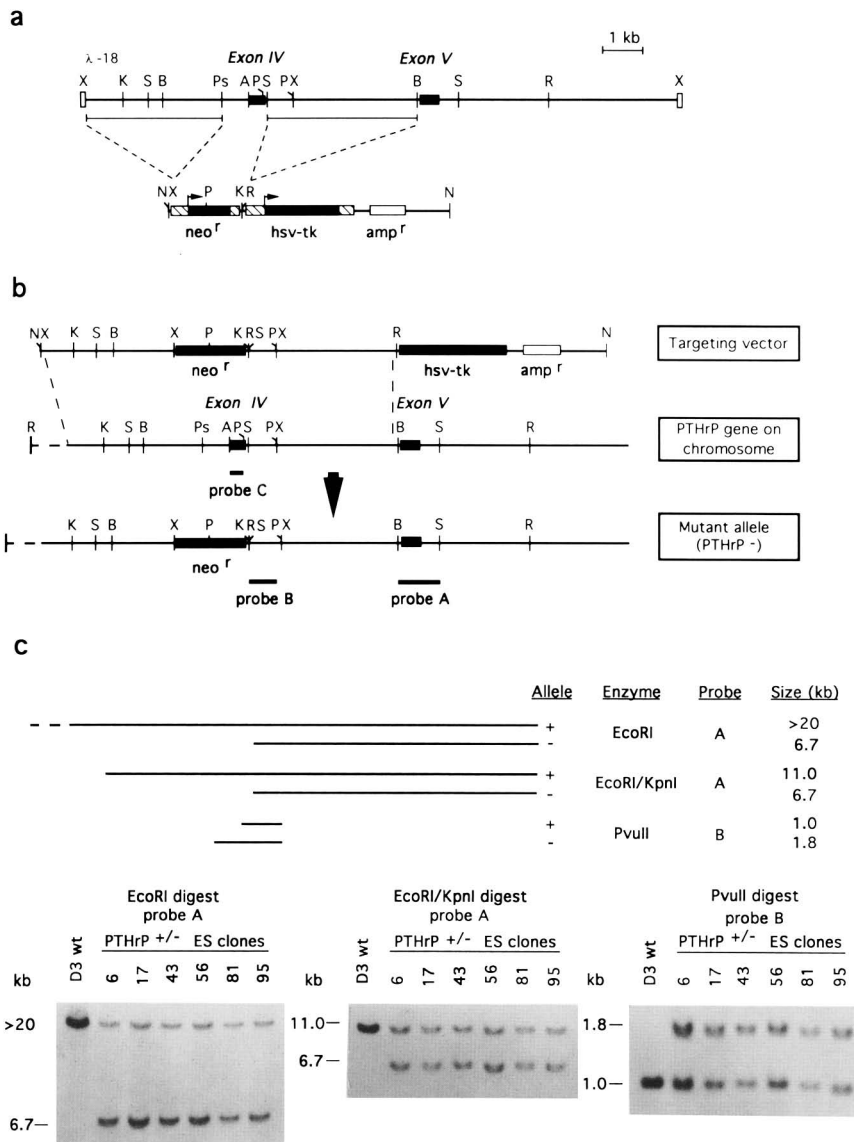 a
λ -18
Exon IV
Exon V
1 kb
X K S B Ps A P S P X B S R X
N X P K R N
neo r
hsv-tk
amp r
b
N X K S B X P K R S P X R N
neo r
hsv-tk
amp r
Targeting vector
Exon IV
Exon V
R K S B Ps A P S P X B S R
probe C
PTHrP gene on
chromosome
K S B X P K R S P X B S R
neo r
probe B
probe A
Mutant allele
(PTHrP -)
c
Allele Enzyme Probe Size (kb)
+ EcoRI A >20
- 6.7
+ EcoRI/KpnI A 11.0
- 6.7
+ PvuII B 1.0
- 1.8
EcoRI digest
probe A
D3 wt
PTHrP +/- ES clones
6 17 43 56 81 95
kb
>20
6.7
EcoRI/KpnI digest
probe A
D3 wt
PTHrP +/- ES clones
6 17 43 56 81 95
kb
11.0
6.7
PvuII digest
probe B
D3 wt
PTHrP +/- ES clones
6 17 43 56 81 95
kb
1.8
1.0